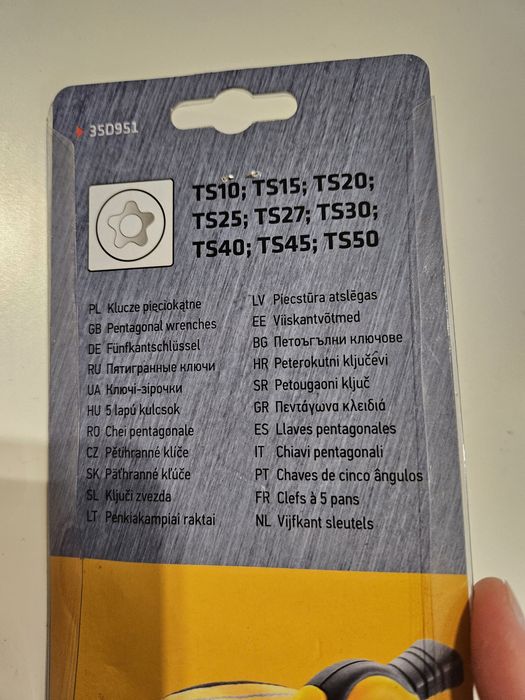 35D951
TS10; TS15; TS20;
TS25; TS27; TS30;
TS40; TS45; TS50
PL Klucze pięciokątne
GB Pentagonal wrenches
DE Fünfkantschlüssel
RU Пятигранные ключи
UA Ключі-зірочки
HU 5 lapú kulcsok
RO Chei pentagonale
CZ Pětihranné klíče
SK Päťhranné kľúče
SL Ključi zvezda
LT Penkiakampiai raktai
LV Piecstūra atslēgas
EE Viiskantvõtmed
BG Петоъгълни ключове
HR Peterokutni ključevi
SR Petougaoni ključ
GR Πεντάγωνα κλειδιά
ES Llaves pentagonales
IT Chiavi pentagonali
PT Chaves de cinco ângulos
FR Clefs à 5 pans
NL Vijfkant sleutels